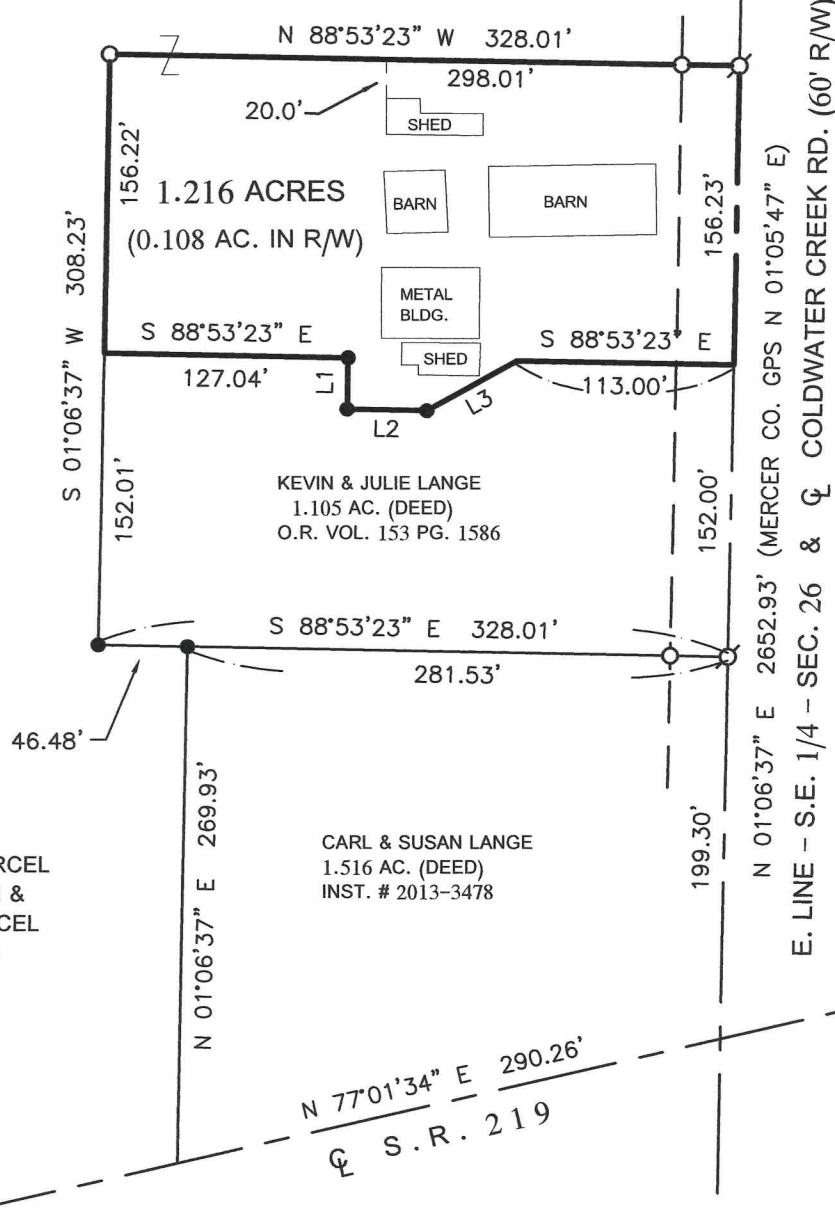 N 88°53'23" W 328.01'
298.01'
20.0'
SHED
156.22'
1.216 ACRES
(0.108 AC. IN R/W)
BARN
BARN
156.23'
S 01°06'37" W 308.23'
METAL
BLDG.
S 88°53'23" E
127.04'
SHED
S 88°53'23" E
113.00'
L1
L2
L3
KEVIN & JULIE LANGE
1.105 AC. (DEED)
O.R. VOL. 153 PG. 1586
152.01'
152.00'
S 88°53'23" E 328.01'
281.53'
46.48'
N 01°06'37" E 2652.93' (MERCER CO. GPS N 01°05'47" E)
E. LINE - S.E. 1/4 - SEC. 26 & ℄ COLDWATER CREEK RD. (60' R/W)
N 01°06'37" E 269.93'
CARL & SUSAN LANGE
1.516 AC. (DEED)
INST. # 2013-3478
199.30'
&
N 77°01'34" E 290.26'
℄ S.R. 219